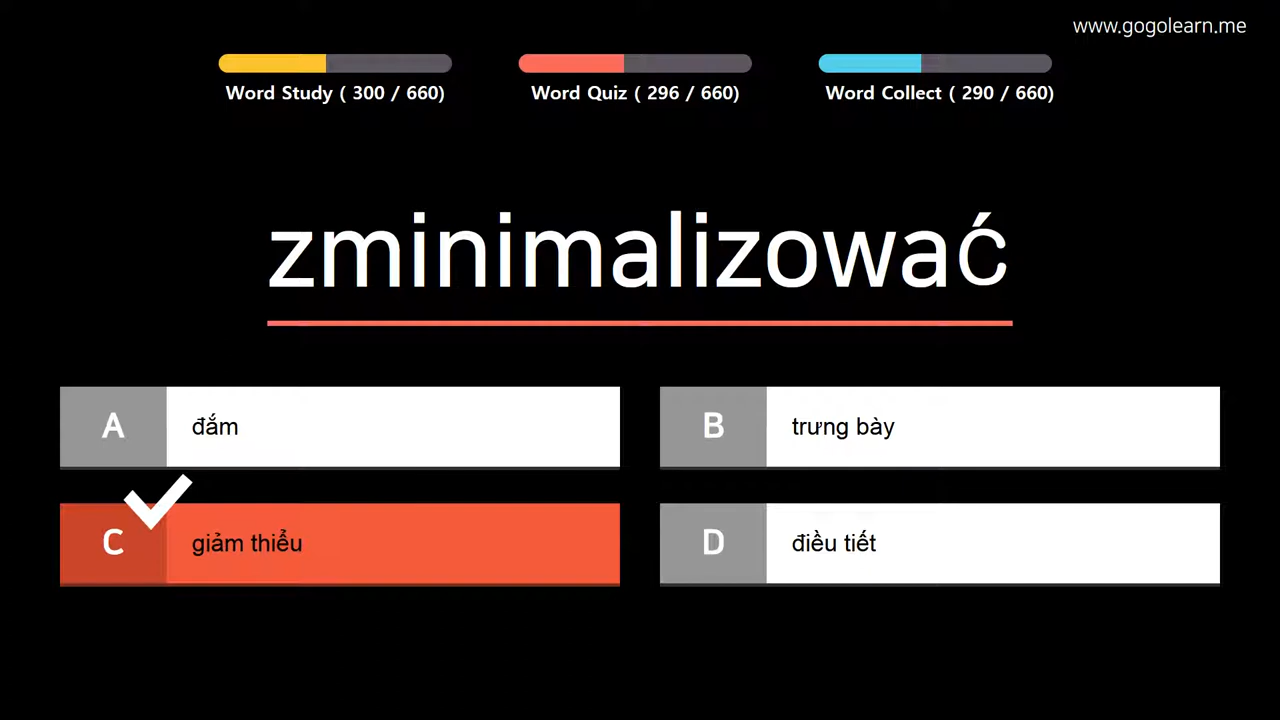 www.gogolearn.me
Word Study ( 300 / 660)
Word Quiz ( 296 / 660)
Word Collect ( 290 / 660)
zminimalizować
A đắm
B trưng bày
C giảm thiểu
D điều tiết